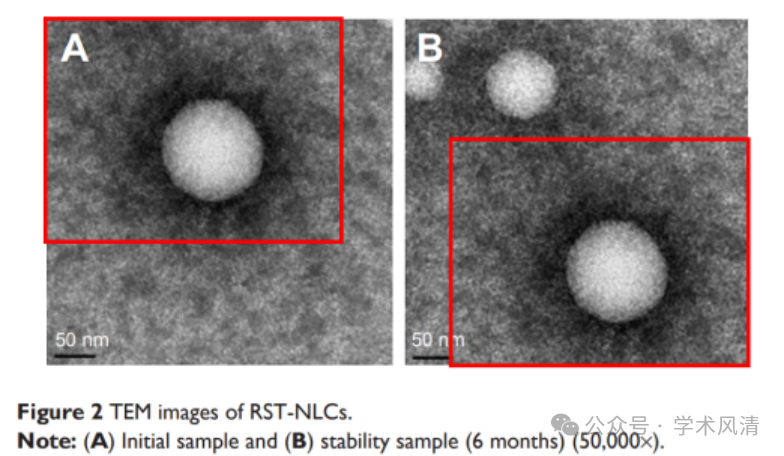 A
B
50 nm
50 nm
Figure 2 TEM images of RST-NLCs.
Note: (A) Initial sample and (B) stability sample (6 months) (50,000×).
公众号 · 学术风清